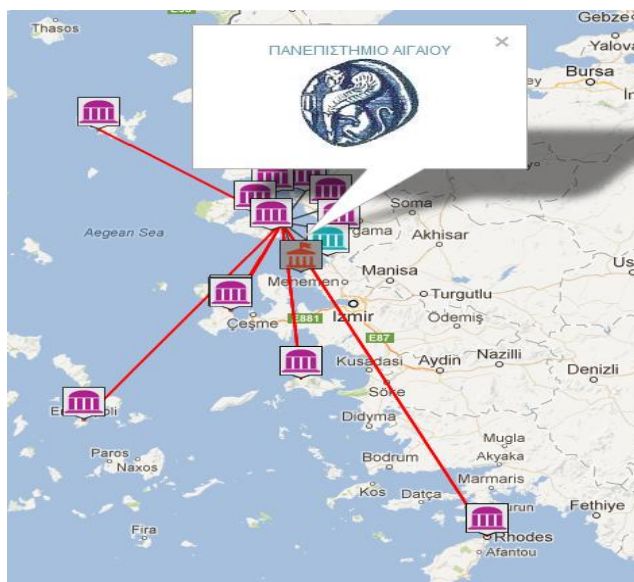 Thasos
Gebze
Yalova
ΠΑΝΕΠΙΣΤΗΜΙΟ ΑΙΓΑΙΟΥ
×
Bursa
Soma
Aegean Sea
Akhisar
Manisa
Menemen
Turgutlu
Izmir
Çeşme
E881
Ödemiş
E87
Kuşadasi
Aydin
Nazilli
Denizli
Söke
Didyma
Mugla
Paros
Naxos
Bodrum
Akyaka
Marmaris
Kos
Datça
Fethiye
Fira
Rhodes
Afantou